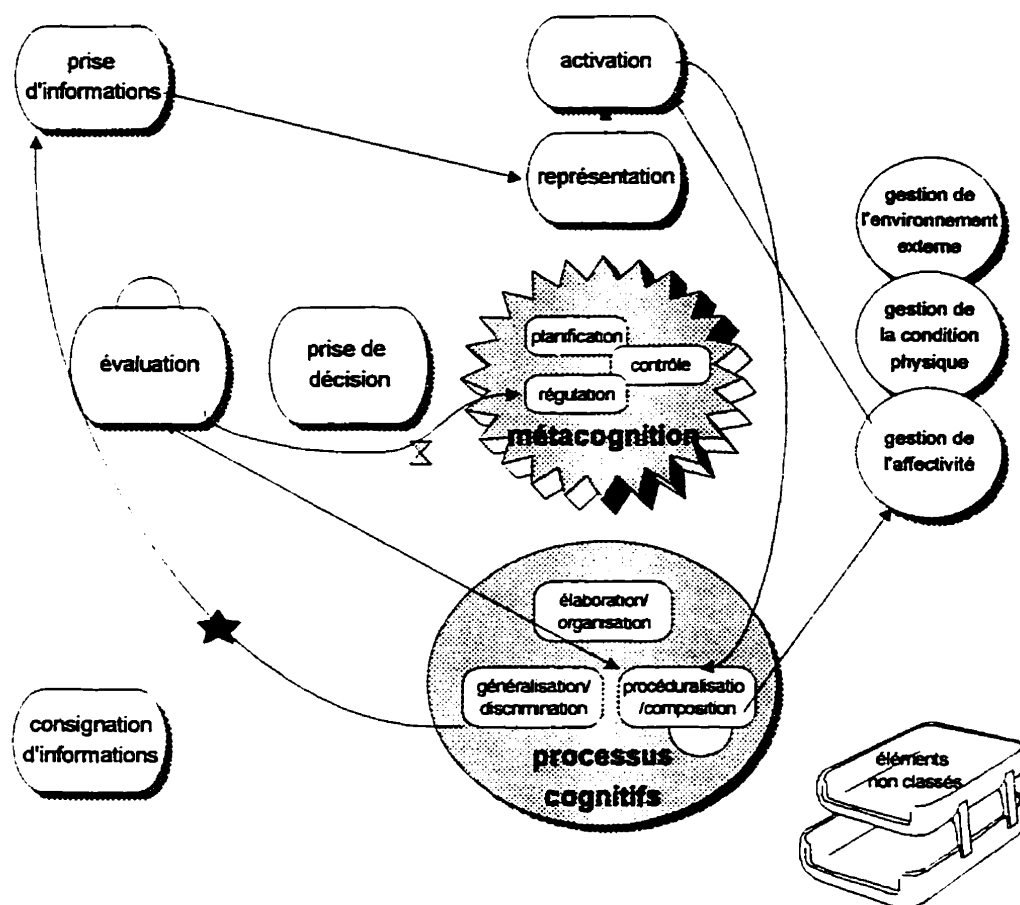 prise
d'informations
activation
représentation
gestion de
l'environnement
externe
évaluation
prise de
décision
planification
contrôle
régulation
métacognition
gestion de
la condition
physique
gestion de
l'affectivité
élaboration/
organisation
généralisation/
discrimination
procéduralisatio
/composition
processus
cognitifs
consignation
d'informations
éléments
non classés